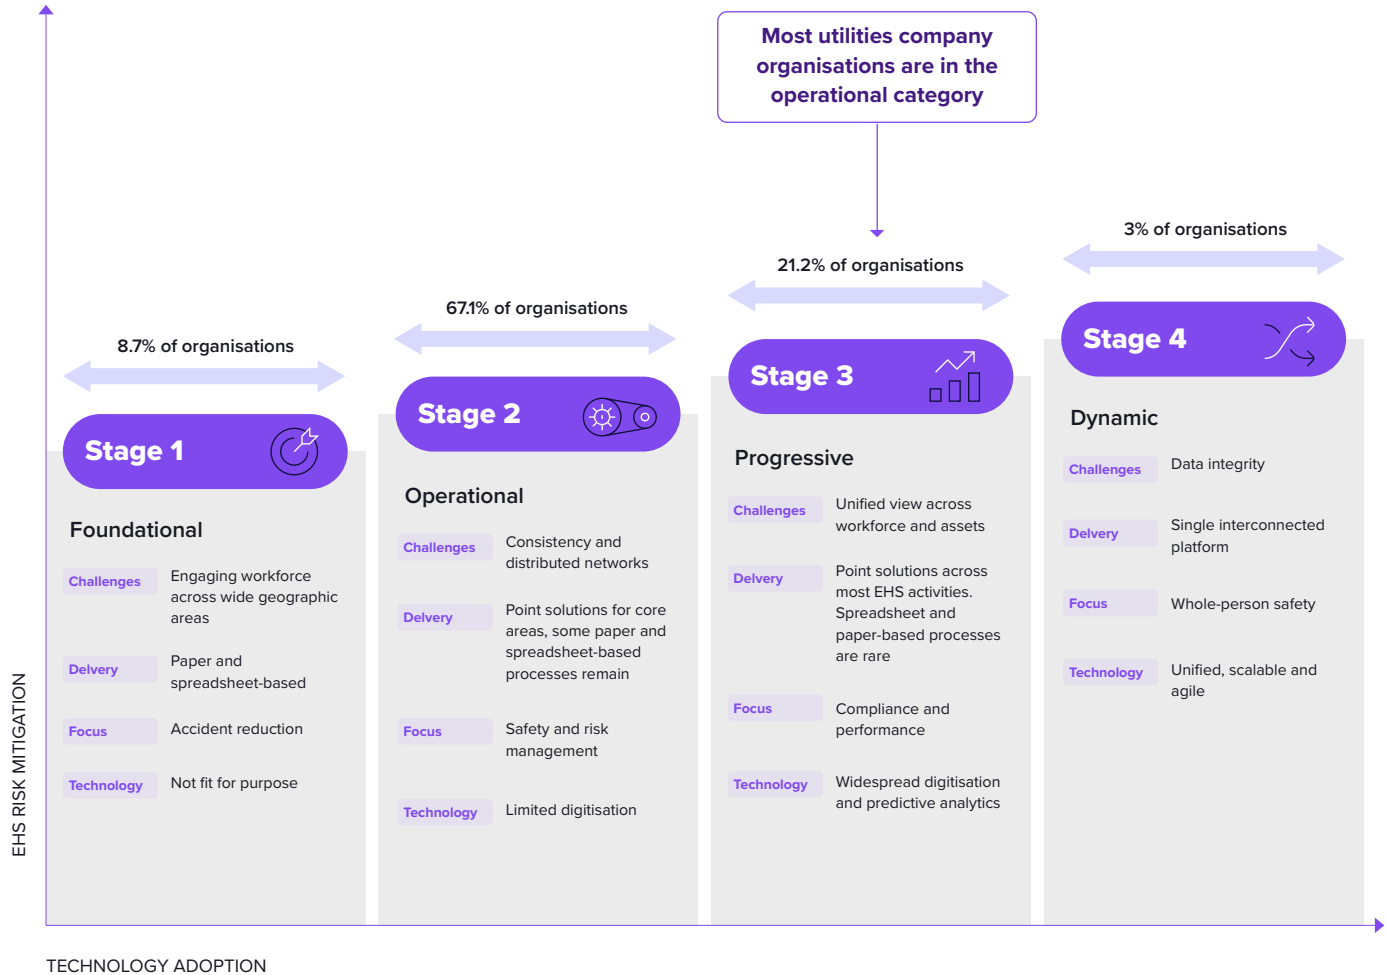 Most utilities company
organisations are in the
operational category
8.7% of organisations
Stage 1
Foundational
Challenges
Engaging workforce
across wide geographic
areas
Delvery
Paper and
spreadsheet-based
Focus
Accident reduction
Technology
Not fit for purpose
67.1% of organisations
Stage 2
Operational
Challenges
Consistency and
distributed networks
Delvery
Point solutions for core
areas, some paper and
spreadsheet-based
processes remain
Focus
Safety and risk
management
Technology
Limited digitisation
21.2% of organisations
Stage 3
Progressive
Challenges
Unified view across
workforce and assets
Delvery
Point solutions across
most EHS activities.
Spreadsheet and
paper-based processes
are rare
Focus
Compliance and
performance
Technology
Widespread digitisation
and predictive analytics
3% of organisations
Stage 4
Dynamic
Challenges
Data integrity
Delvery
Single interconnected
platform
Focus
Whole-person safety
Technology
Unified, scalable and
agile
EHS RISK MITIGATION
TECHNOLOGY ADOPTION